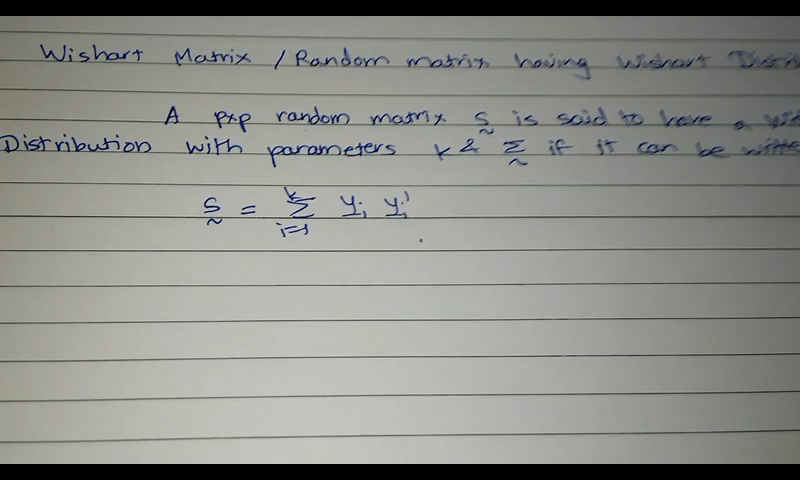 Wishart Matrix / Random matrix having Wishart
A pxp random matrix S̰ is said to have a
Distribution with parameters k & Σ̰ if it can be
S̰ = Σ_{i=1}^{k} y_i y_i'